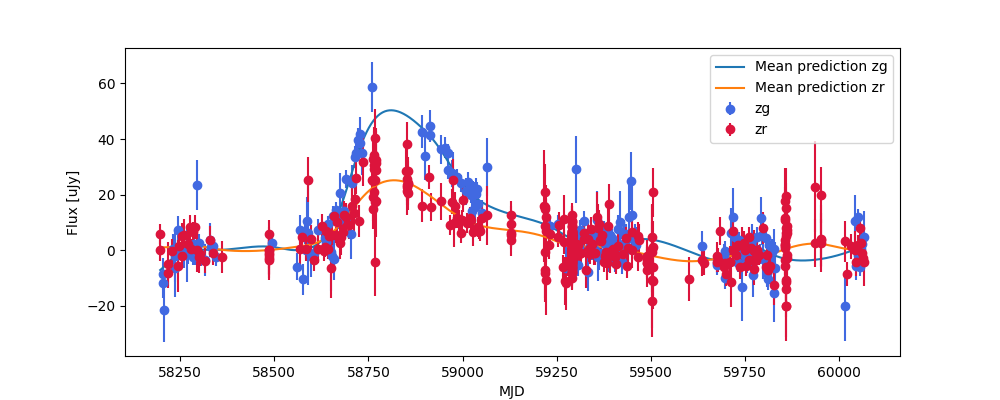 Flux [uJy]
60
40
20
0
−20
58250
58500
58750
59000
59250
59500
59750
60000
MJD
Mean prediction zg
Mean prediction zr
zg
zr